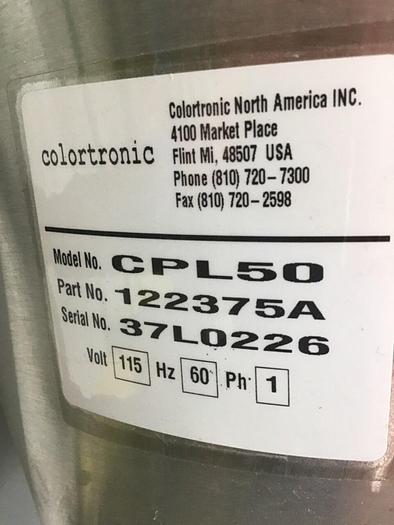 Colortronic North America INC.
4100 Market Place
colortronic
Flint Mi, 48507 USA
Phone (810) 720-7300
Fax (810) 720-2598
Model No. CPL50
Part No. 122375A
Serial No. 37L0226
Volt 115 Hz 60 Ph 1